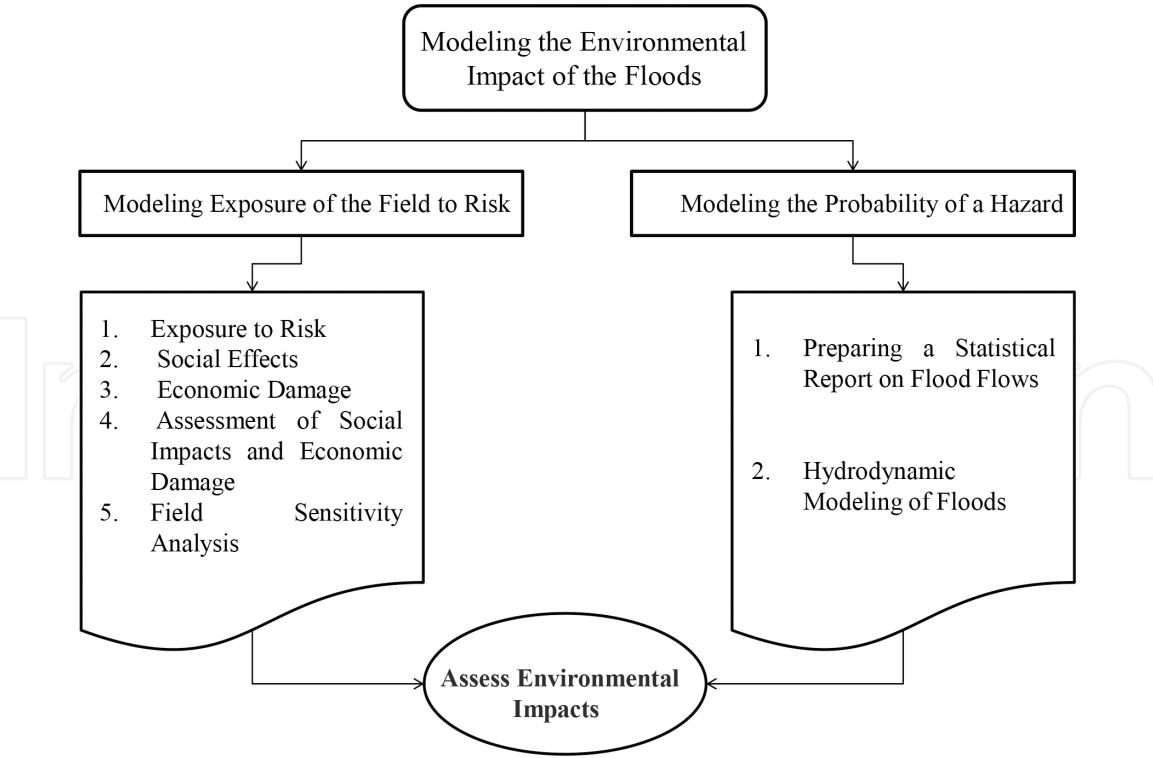 Modeling the Environmental
Impact of the Floods
Modeling Exposure of the Field to Risk
Modeling the Probability of a Hazard
1. Exposure to Risk
2. Social Effects
3. Economic Damage
4. Assessment of Social
Impacts and Economic
Damage
5. Field Sensitivity
Analysis
1. Preparing a Statistical
Report on Flood Flows
2. Hydrodynamic
Modeling of Floods
Assess Environmental
Impacts